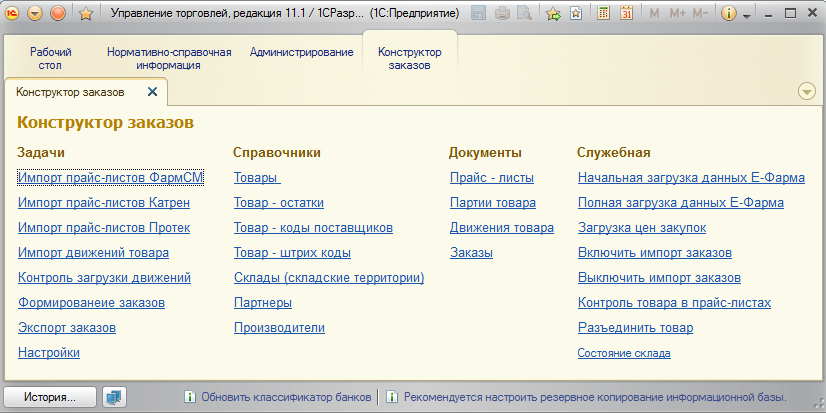 Управление торговлей, редакция 11.1 / 1СРазр... (1С:Предприятие)
M M+ M-
31
Рабочий
стол
Нормативно-справочная
информация
Администрирование
Конструктор
заказов
Конструктор заказов
Конструктор заказов
Задачи
Импорт прайс-листов ФармСМ
Импорт прайс-листов Катрен
Импорт прайс-листов Протек
Импорт движений товара
Контроль загрузки движений
Формированеие заказов
Экспорт заказов
Настройки
Справочники
Товары
Товар - остатки
Товар - коды поставщиков
Товар - штрих коды
Склады (складские территории)
Партнеры
Производители
Документы
Прайс - листы
Партии товара
Движения товара
Заказы
Служебная
Начальная загрузка данных Е-Фарма
Полная загрузка данных Е-Фарма
Загрузка цен закупок
Включить импорт заказов
Выключить импорт заказов
Контроль товара в прайс-листах
Разъединить товар
Состояние склада
История...
Обновить классификатор банков
Рекомендуется настроить резервное копирование информационной базы.